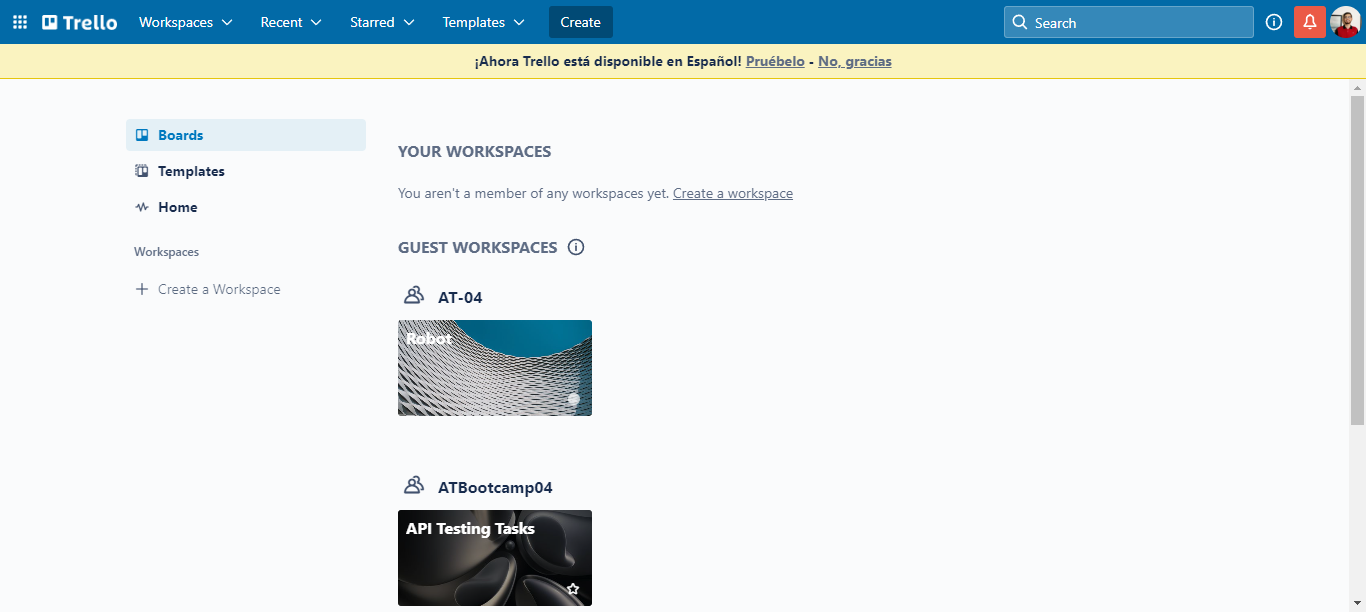 Trello Workspaces Recent Starred Templates Create Search
¡Ahora Trello está disponible en Español! Pruébelo - No, gracias
Boards
Templates
Home
Workspaces
Create a Workspace
YOUR WORKSPACES
You aren't a member of any workspaces yet. Create a workspace
GUEST WORKSPACES
AT-04
Robot
ATBootcamp04
API Testing Tasks